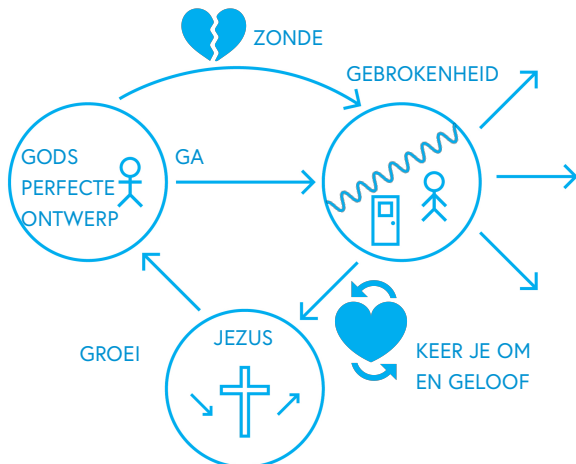 ZONDE
GEBROKENHEID
GODS
PERFECTE
ONTWERP
GA
JEZUS
GROEI
KEER JE OM
EN GELOOF